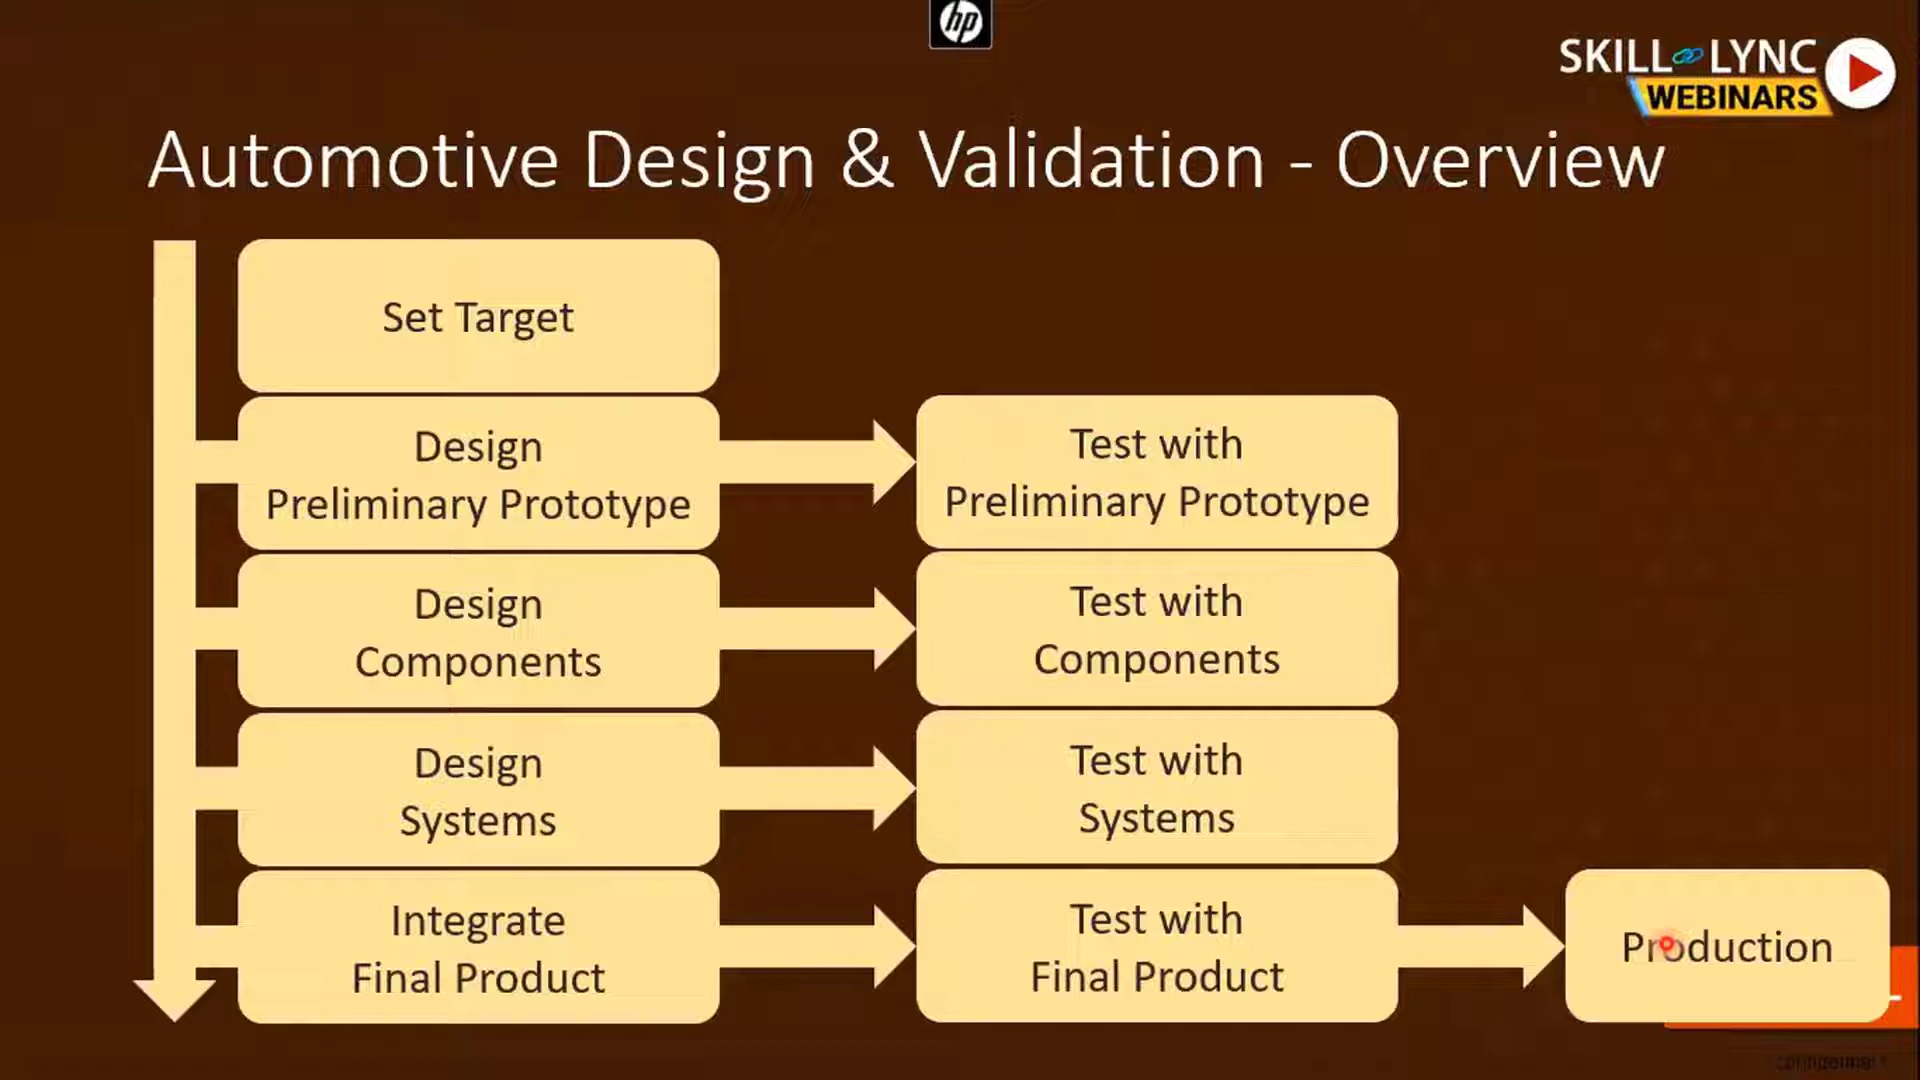 hp
SKILL LYNC
WEBINARS
Automotive Design & Validation - Overview
Set Target
Design
Preliminary Prototype
Test with
Preliminary Prototype
Design
Components
Test with
Components
Design
Systems
Test with
Systems
Integrate
Final Product
Test with
Final Product
Production